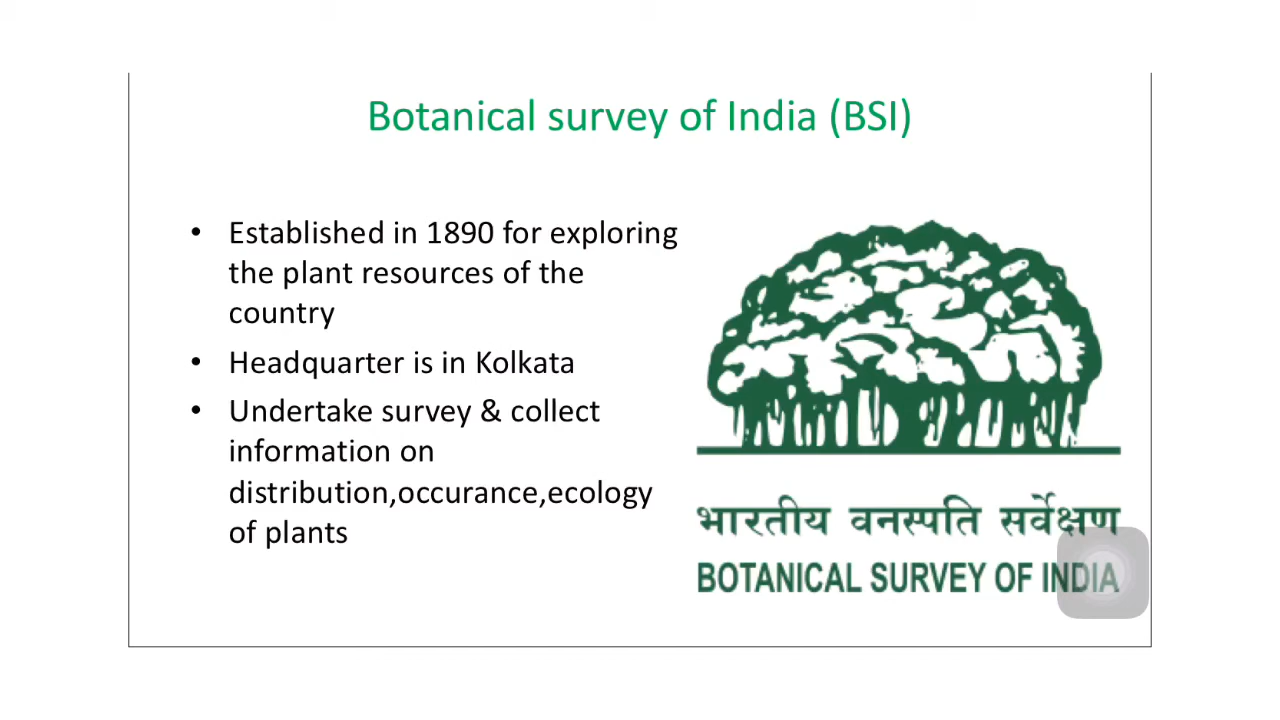 Botanical survey of India (BSI)
• Established in 1890 for exploring
the plant resources of the
country
• Headquarter is in Kolkata
• Undertake survey & collect
information on
distribution,occurance,ecology
of plants
भारतीय वनस्पति सर्वेक्षण
BOTANICAL SURVEY OF INDIA